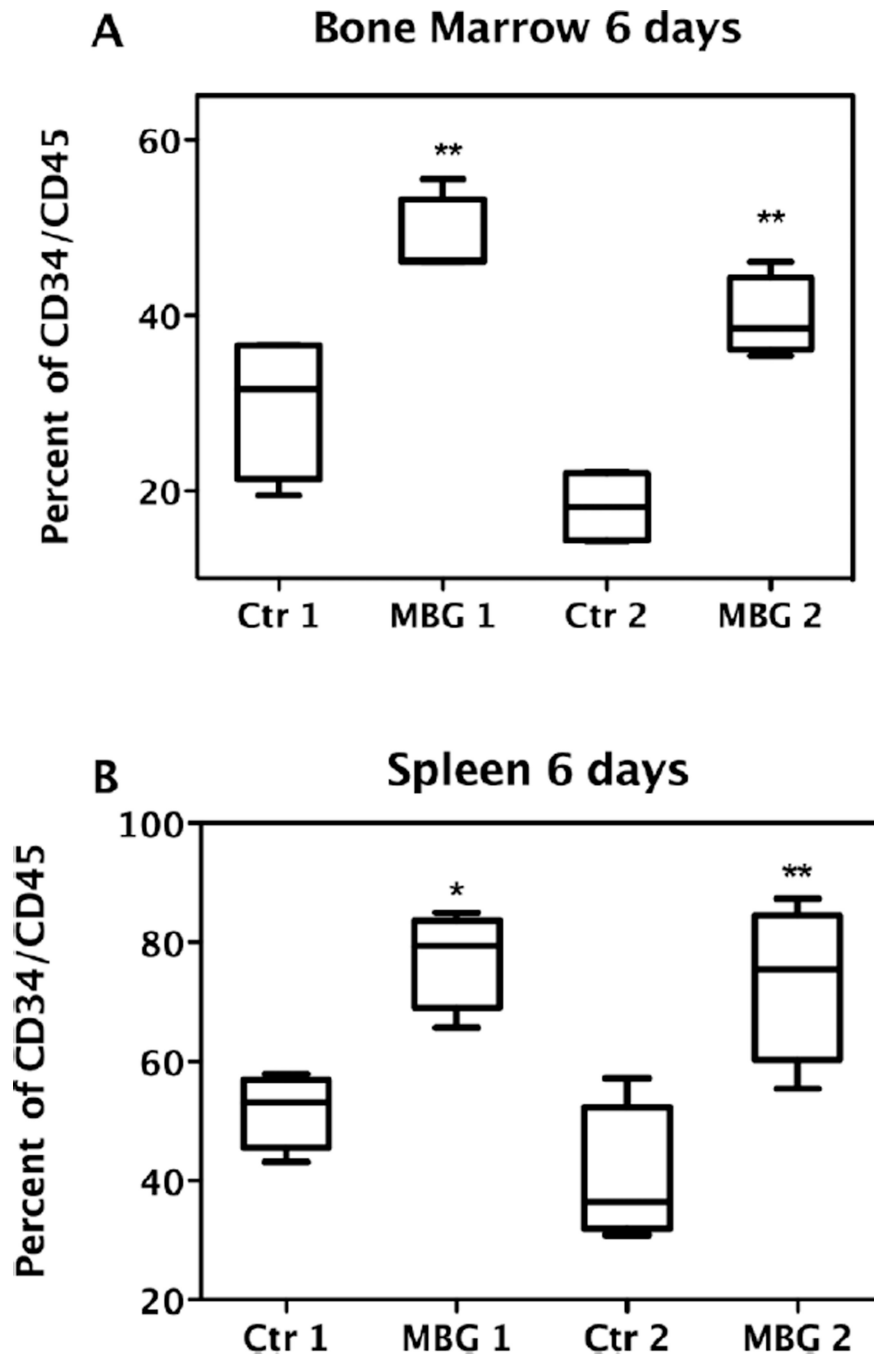 A
Bone Marrow 6 days
Percent of CD34/CD45
60
40
20
**
**
Ctr 1 MBG 1 Ctr 2 MBG 2
B
Spleen 6 days
Percent of CD34/CD45
100
80
60
40
20
*
**
Ctr 1 MBG 1 Ctr 2 MBG 2